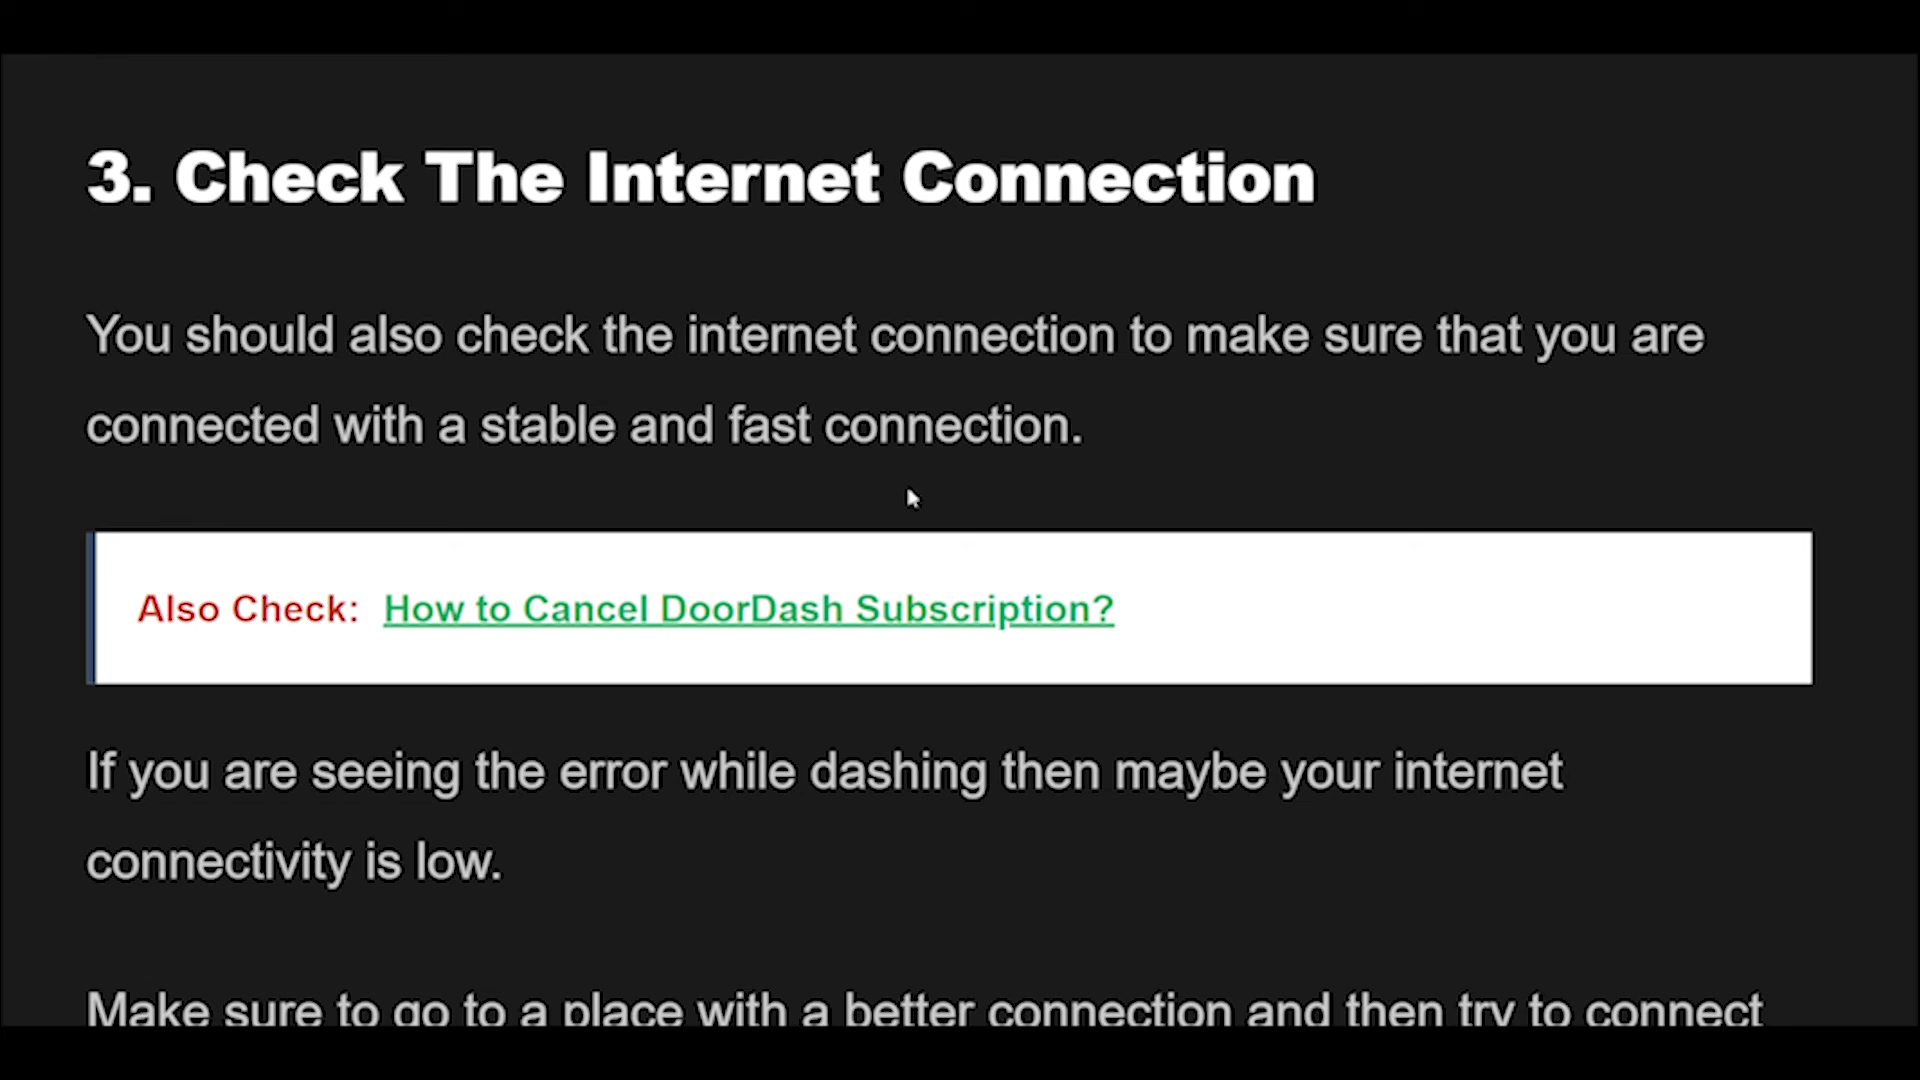 3. Check The Internet Connection
You should also check the internet connection to make sure that you are
connected with a stable and fast connection.
Also Check: How to Cancel DoorDash Subscription?
If you are seeing the error while dashing then maybe your internet
connectivity is low.
Make sure to go to a place with a better connection and then try to connect